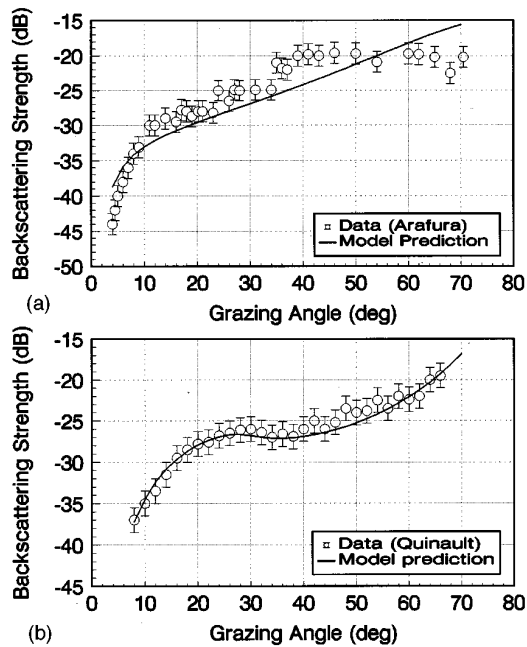 Backscattering Strength (dB)
-15
-20
-25
-30
-35
-40
-45
-50
Data (Arafura)
Model Prediction
0 10 20 30 40 50 60 70 80
(a)
Grazing Angle (deg)
Backscattering Strength (dB)
-15
-20
-25
-30
-35
-40
-45
Data (Quinault)
Model prediction
0 10 20 30 40 50 60 70 80
(b)
Grazing Angle (deg)